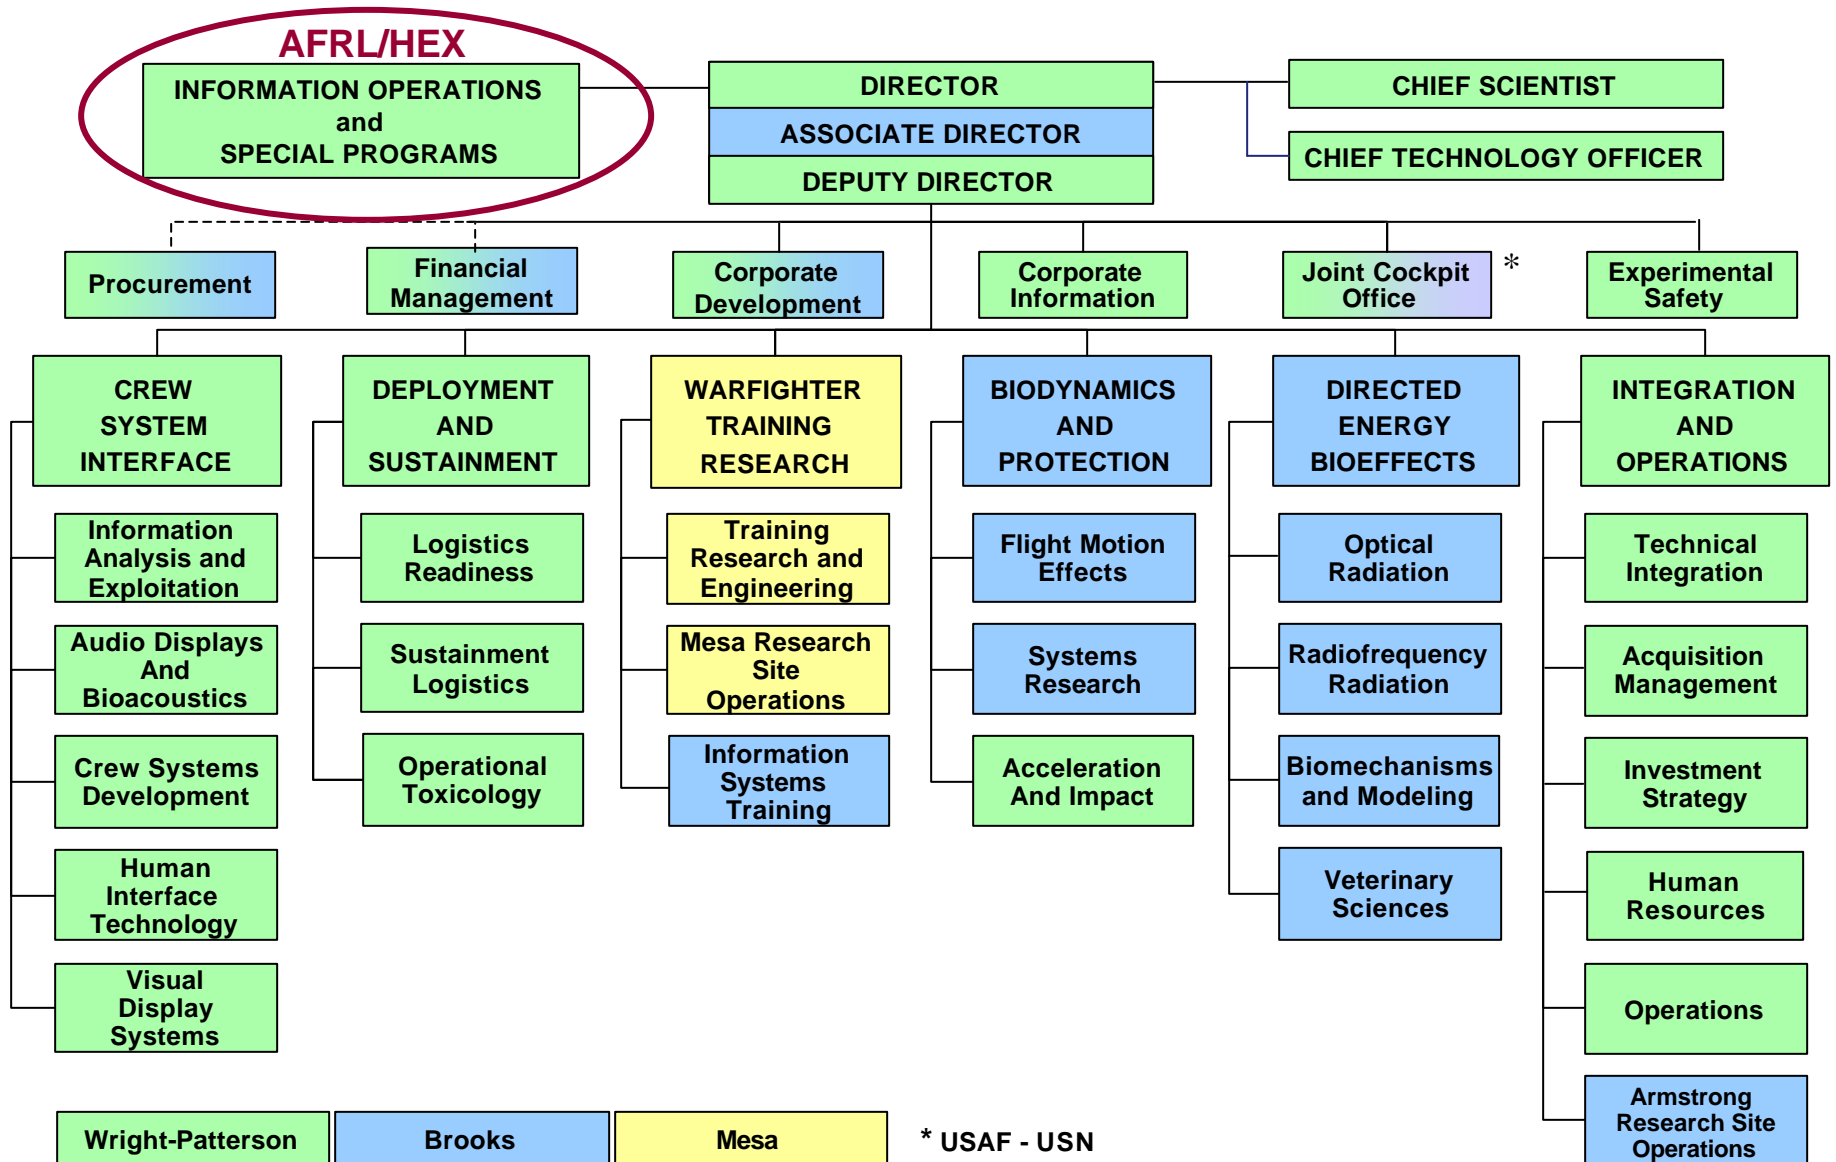 AFRL/HEX
INFORMATION OPERATIONS
and
SPECIAL PROGRAMS
DIRECTOR
ASSOCIATE DIRECTOR
DEPUTY DIRECTOR
CHIEF SCIENTIST
CHIEF TECHNOLOGY OFFICER
Procurement
Financial
Management
Corporate
Development
Corporate
Information
Joint Cockpit
Office
*
Experimental
Safety
CREW
SYSTEM
INTERFACE
DEPLOYMENT
AND
SUSTAINMENT
WARFIGHTER
TRAINING
RESEARCH
BIODYNAMICS
AND
PROTECTION
DIRECTED
ENERGY
BIOEFFECTS
INTEGRATION
AND
OPERATIONS
Information
Analysis and
Exploitation
Audio Displays
And
Bioacoustics
Crew Systems
Development
Human
Interface
Technology
Visual
Display
Systems
Logistics
Readiness
Sustainment
Logistics
Operational
Toxicology
Training
Research and
Engineering
Mesa Research
Site
Operations
Information
Systems
Training
Flight Motion
Effects
Systems
Research
Acceleration
And Impact
Optical
Radiation
Radiofrequency
Radiation
Biomechanisms
and Modeling
Veterinary
Sciences
Technical
Integration
Acquisition
Management
Investment
Strategy
Human
Resources
Operations
Armstrong
Research Site
Operations
Wright-Patterson
Brooks
Mesa
* USAF - USN